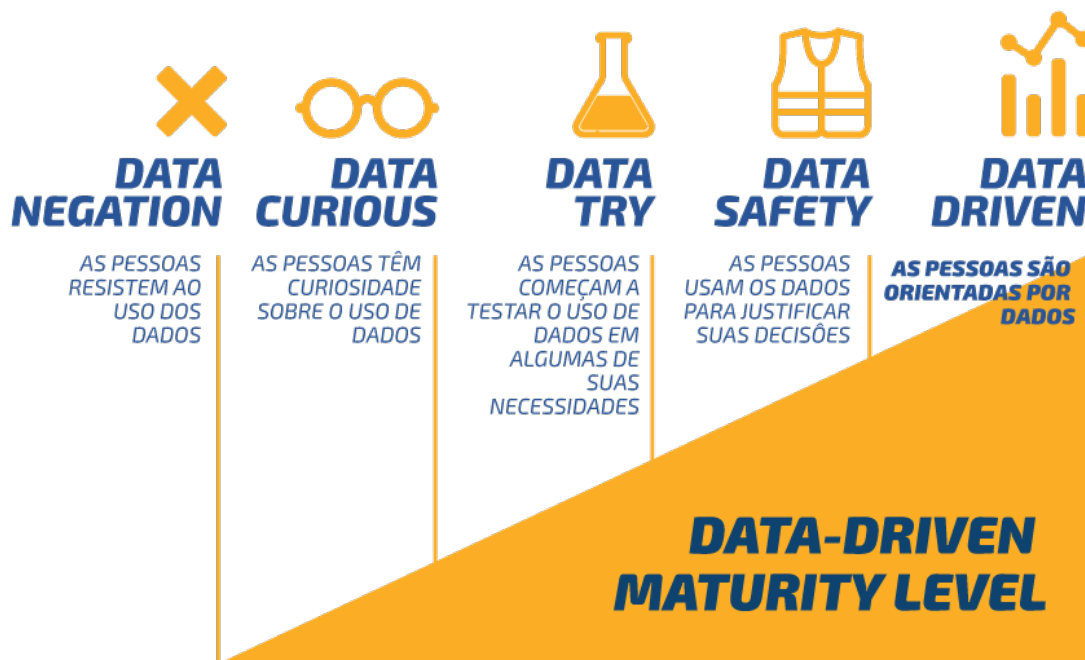 DATA
NEGATION
AS PESSOAS
RESISTEM AO
USO DOS
DADOS
DATA
CURIOUS
AS PESSOAS TÊM
CURIOSIDADE
SOBRE O USO DE
DADOS
DATA
TRY
AS PESSOAS
COMEÇAM A
TESTAR O USO DE
DADOS EM
ALGUMAS DE
SUAS
NECESSIDADES
DATA
SAFETY
AS PESSOAS
USAM OS DADOS
PARA JUSTIFICAR
SUAS DECISÕES
DATA
DRIVEN
AS PESSOAS SÃO
ORIENTADAS POR
DADOS
DATA-DRIVEN
MATURITY LEVEL